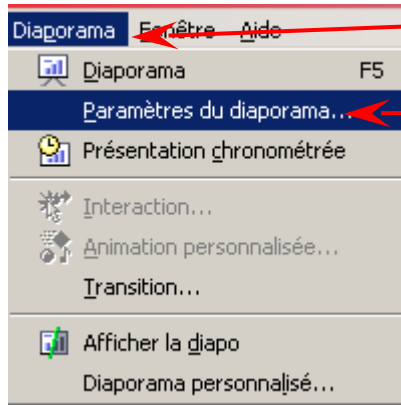 Diaporama Fenêtre Aide
Diaporama F5
Paramètres du diaporama...
Présentation chronométrée
Interaction...
Animation personnalisée...
Transition...
Afficher la diapo
Diaporama personnalisé...